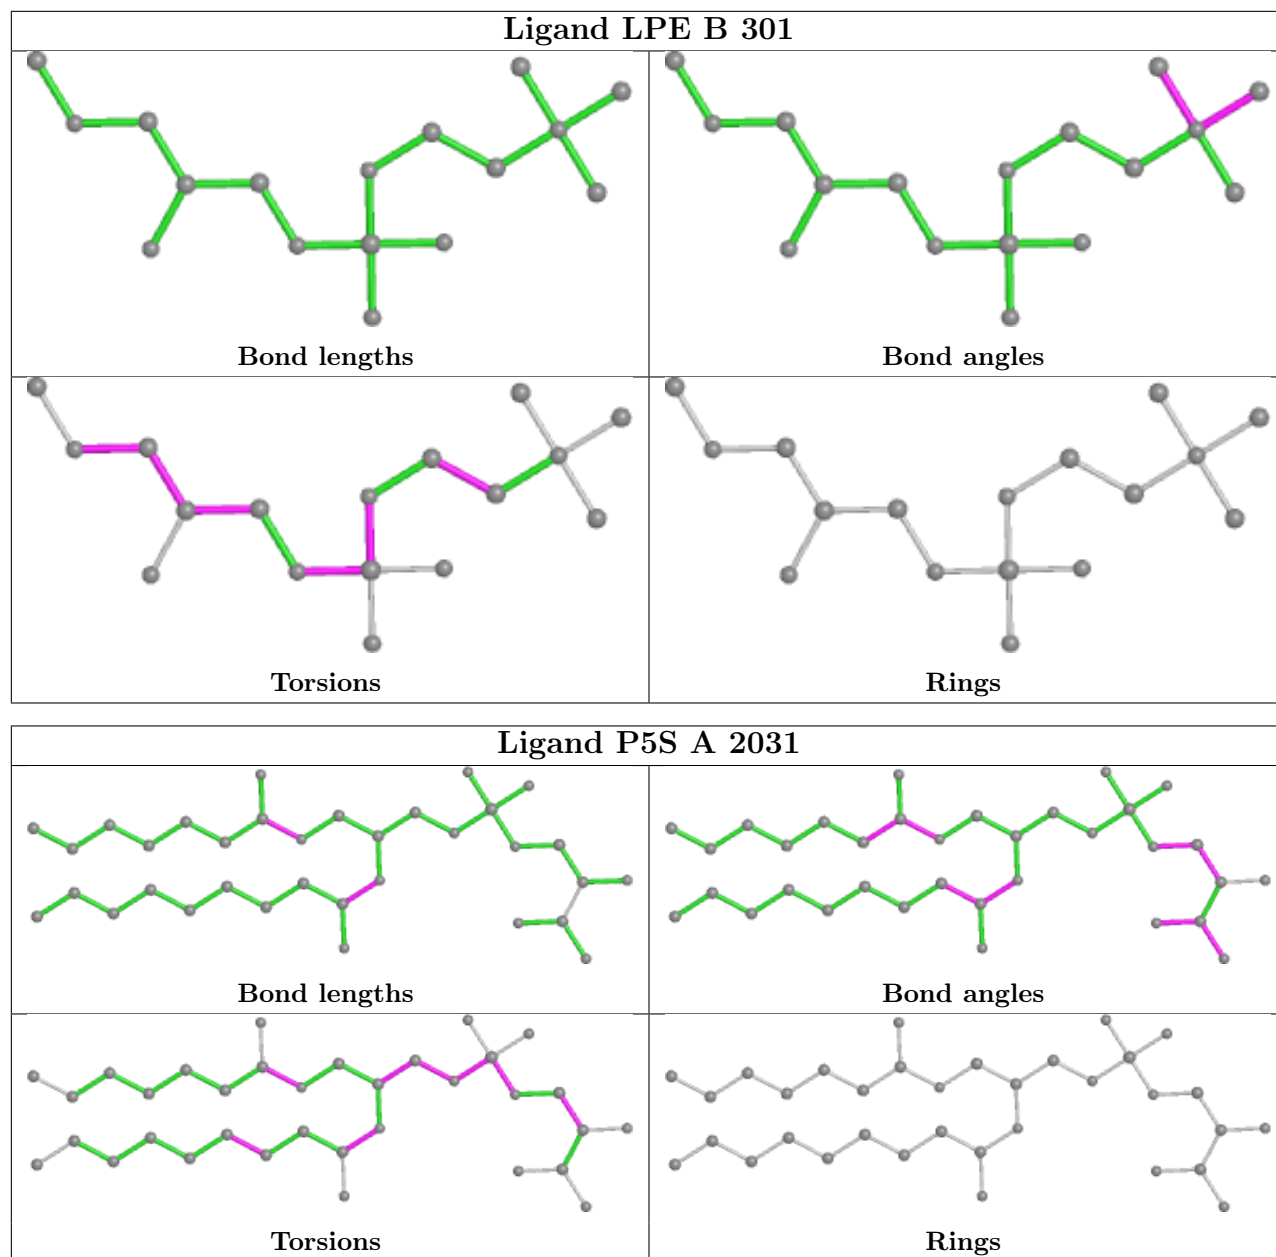 Ligand LPE B 301
Bond lengths
Bond angles
Torsions
Rings
Ligand P5S A 2031
Bond lengths
Bond angles
Torsions
Rings